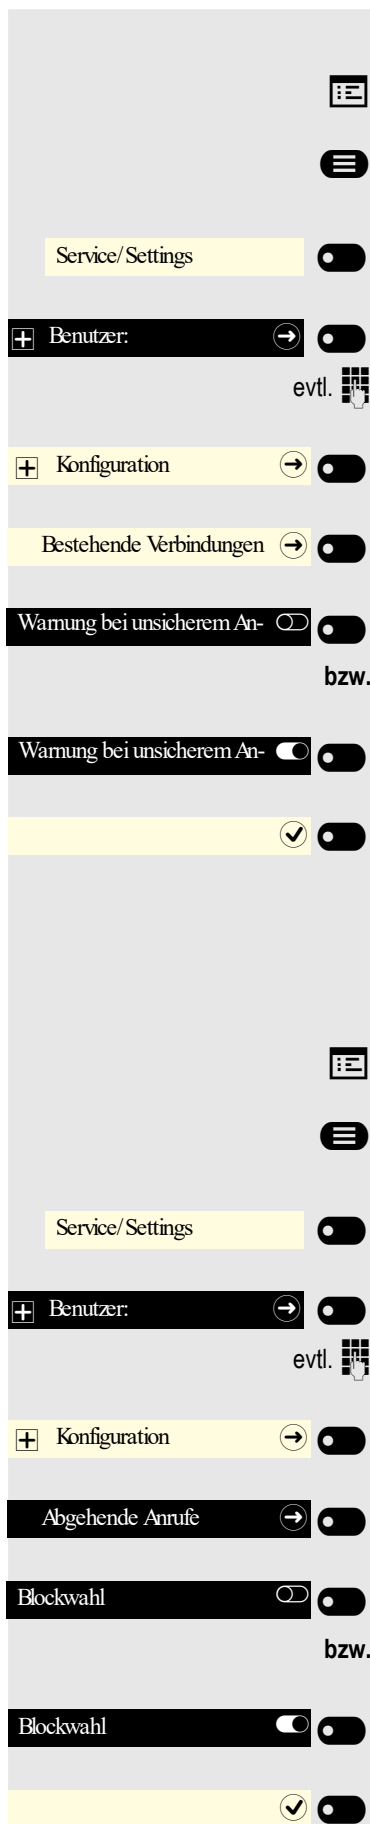 Service/Settings
Benutzer:
evtl.
Konfiguration
Bestehende Verbindungen
Warnung bei unsicherem An-
bzw.
Warnung bei unsicherem An-
Service/Settings
Benutzer:
evtl.
Konfiguration
Abgehende Anrufe
Blockwahl
bzw.
Blockwahl